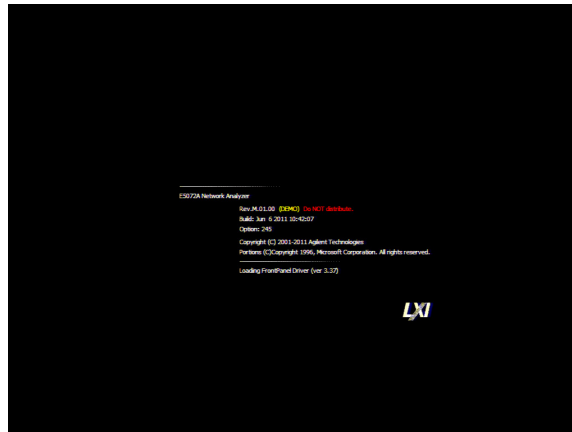 E5072A Network Analyzer
Rev.M.01.00 (DEMO) Do NOT distribute.
Build: Jun 6 2011 10:42:07
Option: 245
Copyright (C) 2001-2011 Agilent Technologies
Portions (C)Copyright 1996, Microsoft Corporation. All rights reserved.
Loading FrontPanel Driver (ver 3.37)
LXI